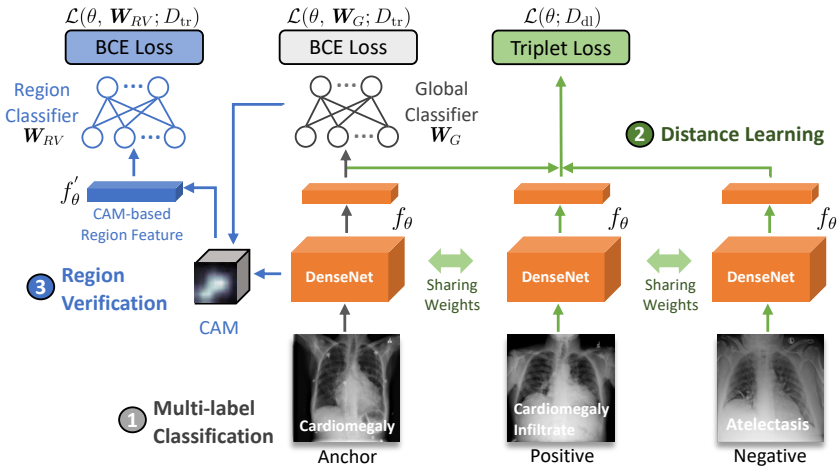 ℒ(θ, W_RV; D_tr)
ℒ(θ, W_G; D_tr)
ℒ(θ; D_dl)
BCE Loss
BCE Loss
Triplet Loss
Region
Classifier
W_RV
Global
Classifier
W_G
2 Distance Learning
f'_θ
CAM-based
Region Feature
f_θ
f_θ
f_θ
3 Region
Verification
CAM
DenseNet
Sharing
Weights
DenseNet
Sharing
Weights
DenseNet
1 Multi-label
Classification
Cardiomegaly
Cardiomegaly
Infiltrate
Atelectasis
Anchor
Positive
Negative